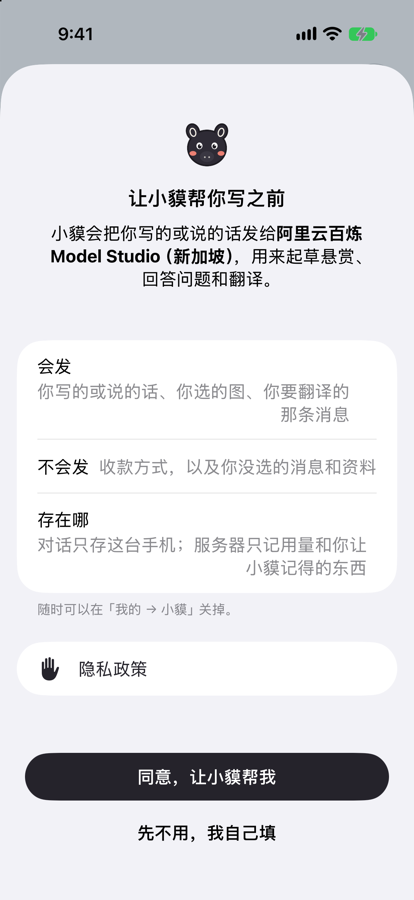 9:41
让小貘帮你写之前
小貘会把你写的或说的话发给阿里云百炼
Model Studio（新加坡），用来起草悬赏、
回答问题和翻译。
会发
你写的或说的话、你选的图、你要翻译的
那条消息
不会发 收款方式，以及你没选的消息和资料
存在哪
对话只存这台手机；服务器只记用量和你让
小貘记得的东西
随时可以在「我的 → 小貘」关掉。
隐私政策
同意，让小貘帮我
先不用，我自己填